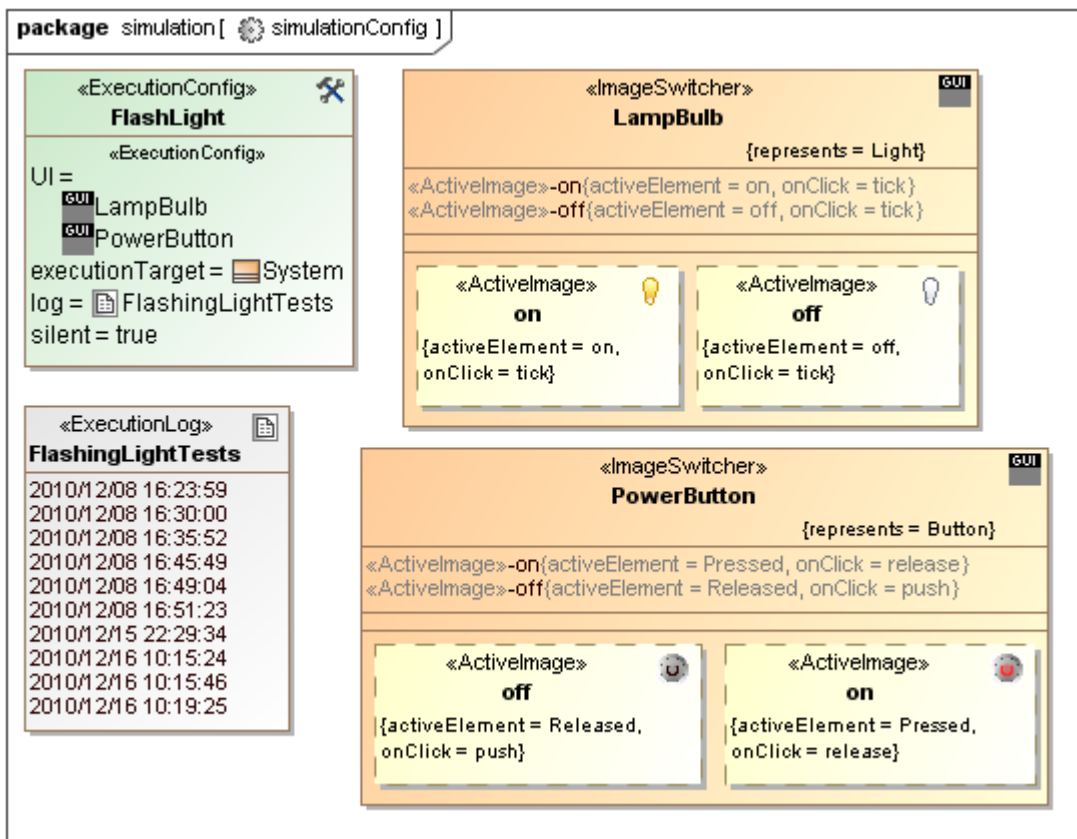 package simulation[ simulationConfig ]
«ExecutionConfig»
FlashLight
«ExecutionConfig»
UI =
GUI LampBulb
GUI PowerButton
executionTarget = System
log = FlashingLightTests
silent = true
«ExecutionLog»
FlashingLightTests
2010/12/08 16:23:59
2010/12/08 16:30:00
2010/12/08 16:35:52
2010/12/08 16:45:49
2010/12/08 16:49:04
2010/12/08 16:51:23
2010/12/15 22:29:34
2010/12/16 10:15:24
2010/12/16 10:15:46
2010/12/16 10:19:25
«ImageSwitcher»
GUI
LampBulb
{represents = Light}
«ActiveImage»-on{activeElement = on, onClick = tick}
«ActiveImage»-off{activeElement = off, onClick = tick}
«ActiveImage»
on
{activeElement = on,
onClick = tick}
«ActiveImage»
off
{activeElement = off,
onClick = tick}
«ImageSwitcher»
GUI
PowerButton
{represents = Button}
«ActiveImage»-on{activeElement = Pressed, onClick = release}
«ActiveImage»-off{activeElement = Released, onClick = push}
«ActiveImage»
off
{activeElement = Released,
onClick = push}
«ActiveImage»
on
{activeElement = Pressed,
onClick = release}